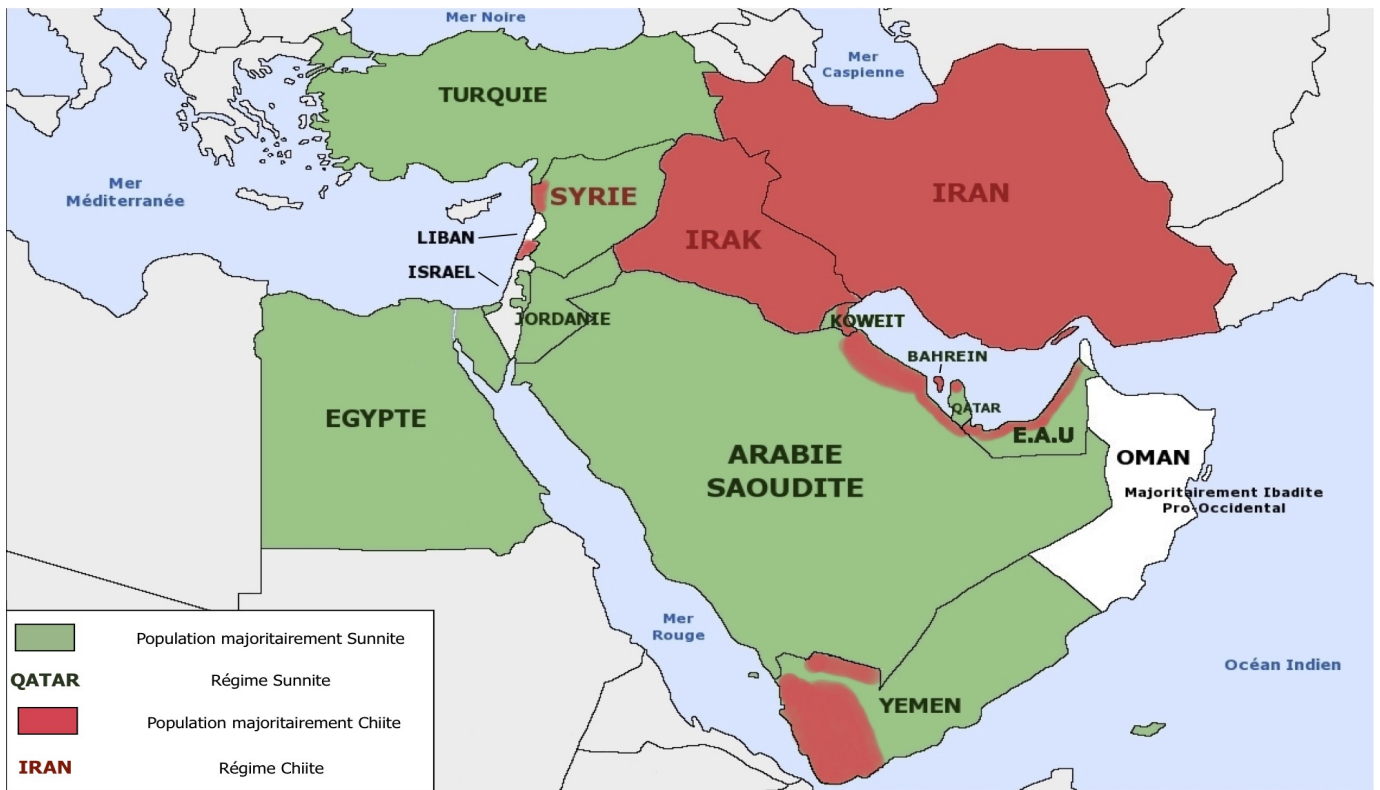 Mer Noire
Mer
Caspienne
TURQUIE
Mer
Méditerranée
SYRIE
IRAN
LIBAN
IRAK
ISRAEL
JORDANIE
KOWEIT
BAHREIN
QATAR
EGYPTE
E.A.U
ARABIE
SAOUDITE
OMAN
Majoritairement Ibadite
Pro-Occidental
Mer
Rouge
Océan Indien
YEMEN
Population majoritairement Sunnite
QATAR
Régime Sunnite
Population majoritairement Chiite
IRAN
Régime Chiite